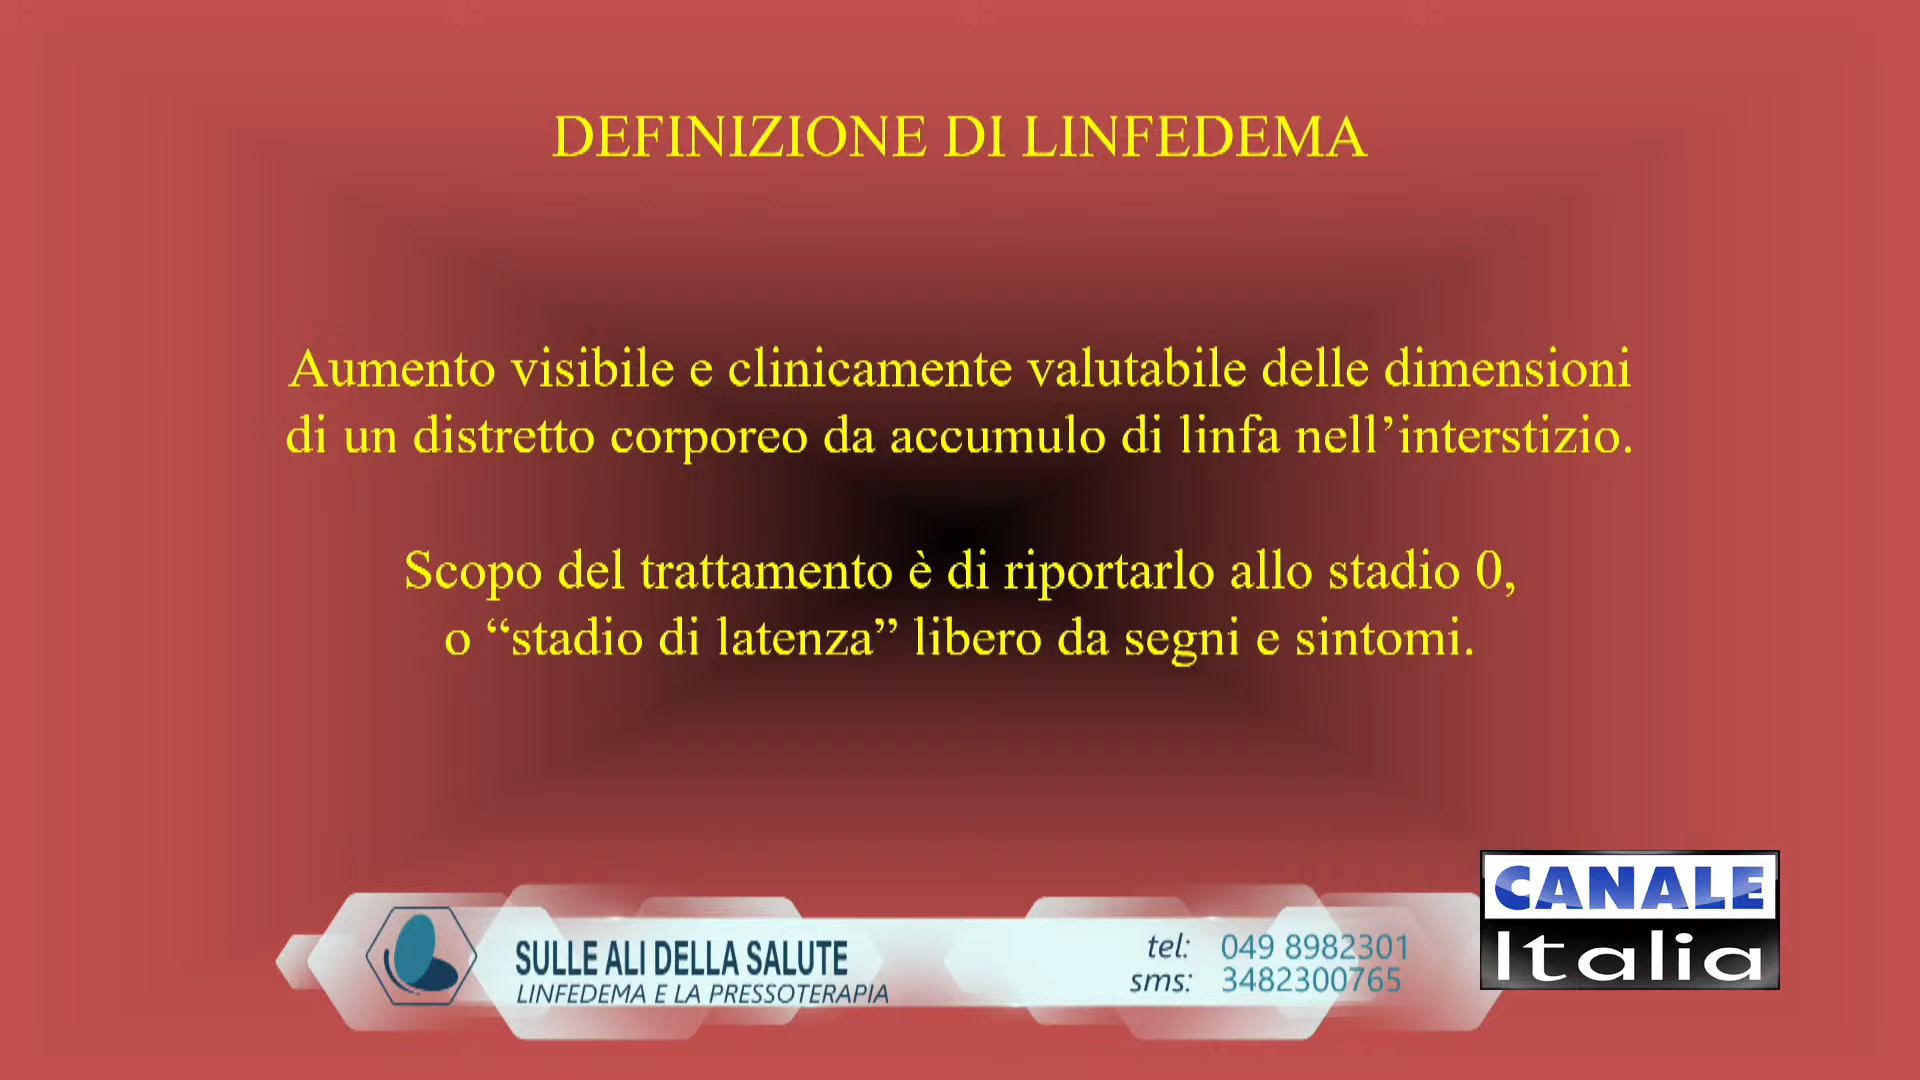 DEFINIZIONE DI LINFEDEMA
Aumento visibile e clinicamente valutabile delle dimensioni
di un distretto corporeo da accumulo di linfa nell’interstizio.
Scopo del trattamento è di riportarlo allo stadio 0,
o “stadio di latenza” libero da segni e sintomi.
SULLE ALI DELLA SALUTE
LINFEDEMA E LA PRESSOTERAPIA
tel: 049 8982301
sms: 3482300765
CANALE
Italia